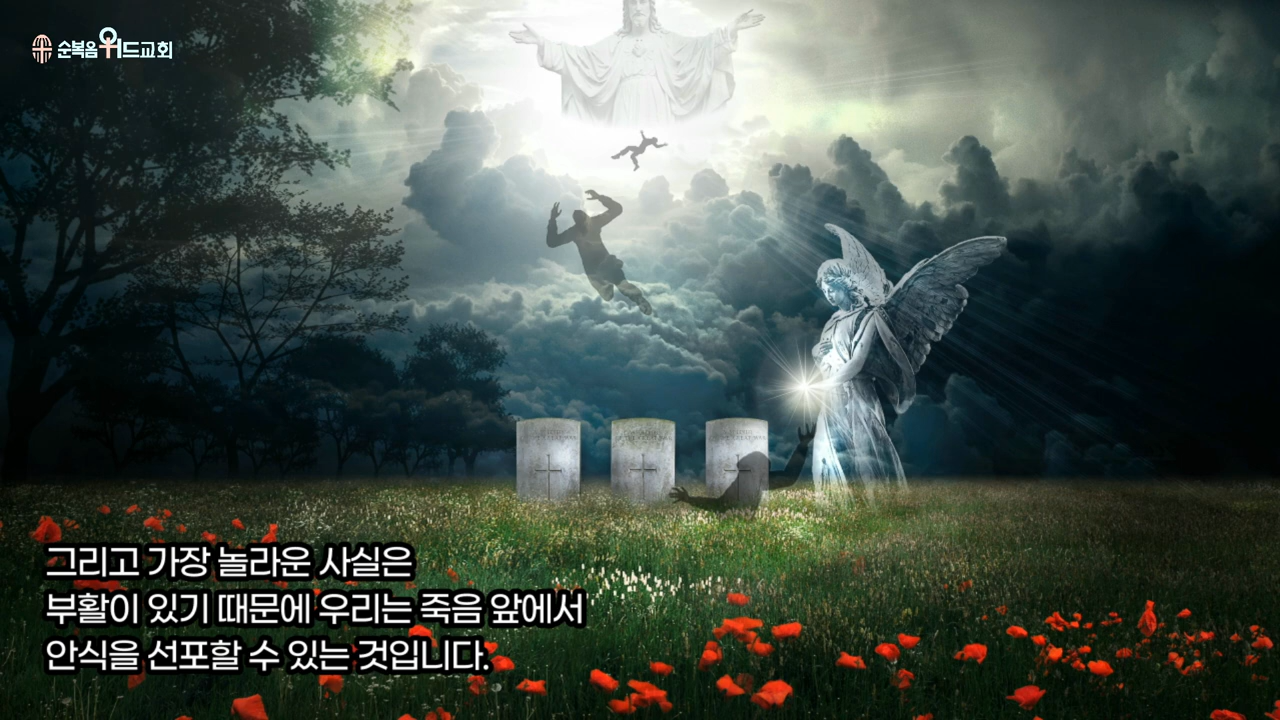 순복음위드교회
그리고 가장 놀라운 사실은
부활이 있기 때문에 우리는 죽음 앞에서
안식을 선포할 수 있는 것입니다.